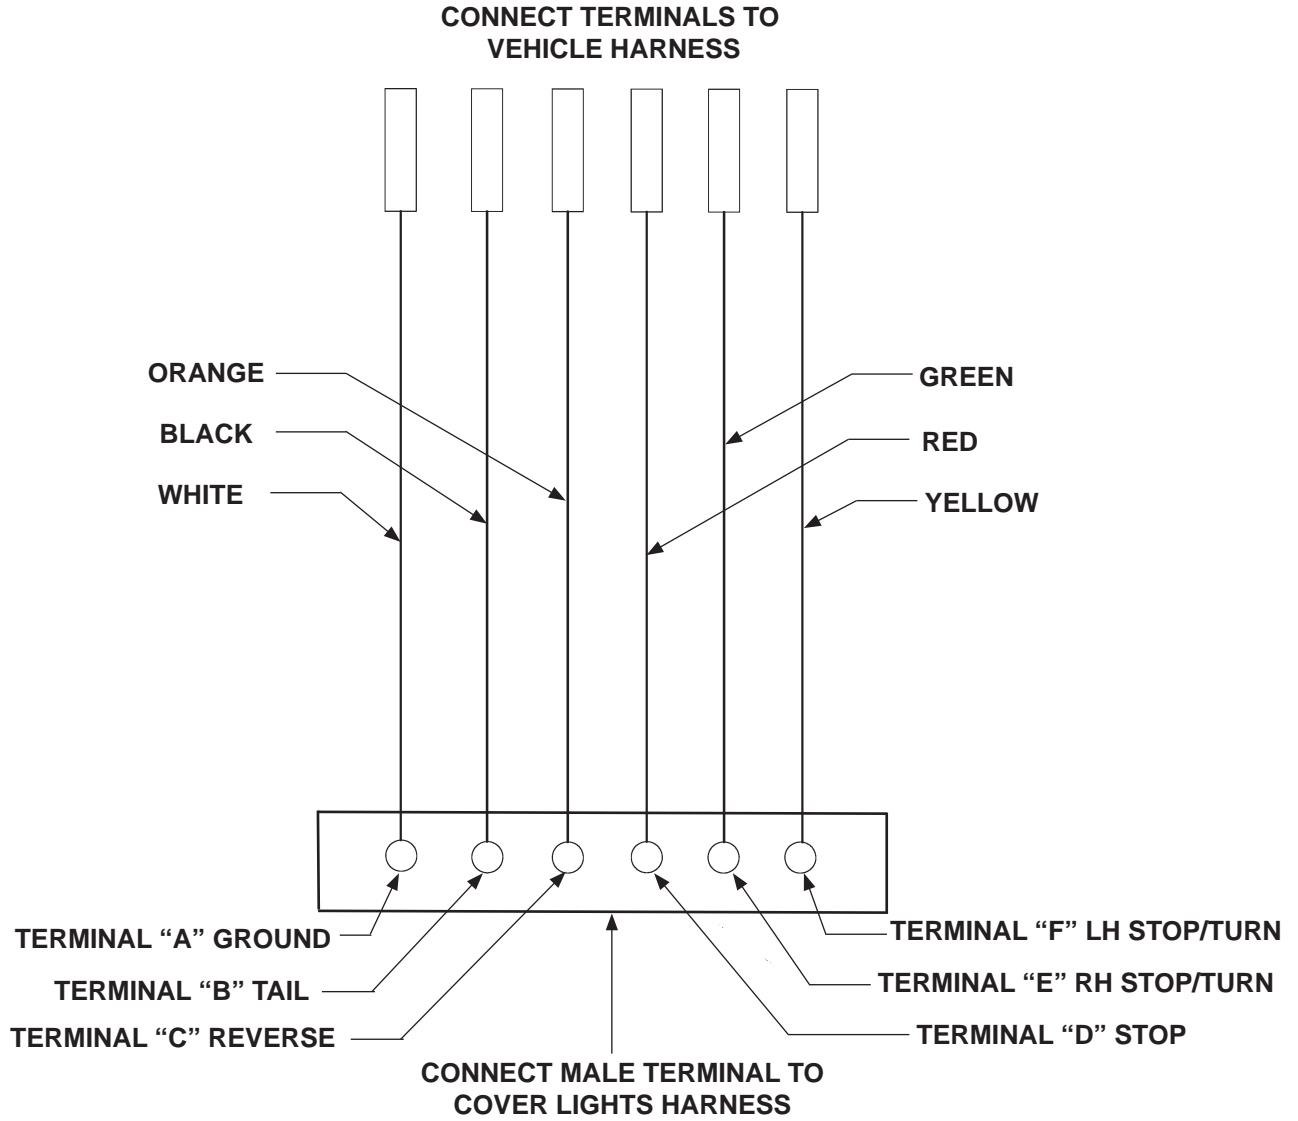 CONNECT TERMINALS TO
VEHICLE HARNESS
ORANGE
BLACK
WHITE
GREEN
RED
YELLOW
TERMINAL “A” GROUND
TERMINAL “B” TAIL
TERMINAL “C” REVERSE
TERMINAL “F” LH STOP/TURN
TERMINAL “E” RH STOP/TURN
TERMINAL “D” STOP
CONNECT MALE TERMINAL TO
COVER LIGHTS HARNESS